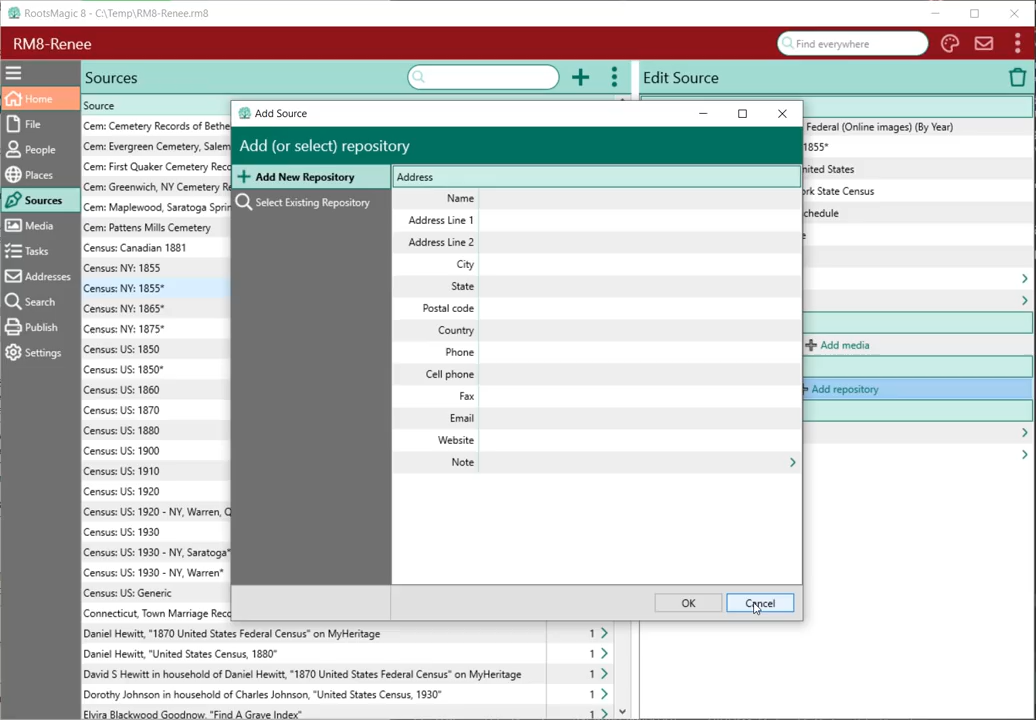 RootsMagic 8 - C:\Temp\RM8-Renee.rm8
RM8-Renee
Find everywhere
Home
File
People
Places
Sources
Media
Tasks
Addresses
Search
Publish
Settings
Sources
Source
Cem: Cemetery Records of Bethe
Cem: Evergreen Cemetery, Salem
Cem: First Quaker Cemetery Reco
Cem: Greenwich, NY Cemetery Re
Cem: Maplewood, Saratoga Sprin
Cem: Pattens Mills Cemetery
Census: Canadian 1881
Census: NY: 1855
Census: NY: 1855*
Census: NY: 1865*
Census: NY: 1875*
Census: US: 1850
Census: US: 1850*
Census: US: 1860
Census: US: 1870
Census: US: 1880
Census: US: 1900
Census: US: 1910
Census: US: 1920
Census: US: 1920 - NY, Warren, Q
Census: US: 1930
Census: US: 1930 - NY, Saratoga*
Census: US: 1930 - NY, Warren*
Census: US: Generic
Connecticut, Town Marriage Reco
Daniel Hewitt, "1870 United States Federal Census" on MyHeritage 1
Daniel Hewitt, "United States Census, 1880" 1
David S Hewitt in household of Daniel Hewitt, "1870 United States Federal Census" on MyHeritage 1
Dorothy Johnson in household of Charles Johnson, "United States Census, 1930" 1
Elvira Blackwood Goodnow, "Find A Grave Index" 1
Add Source
Add (or select) repository
Add New Repository
Select Existing Repository
Address
Name
Address Line 1
Address Line 2
City
State
Postal code
Country
Phone
Cell phone
Fax
Email
Website
Note
OK
Cancel
Edit Source
Federal (Online images) (By Year)
1855*
nited States
rk State Census
chedule
e
Add media
Add repository